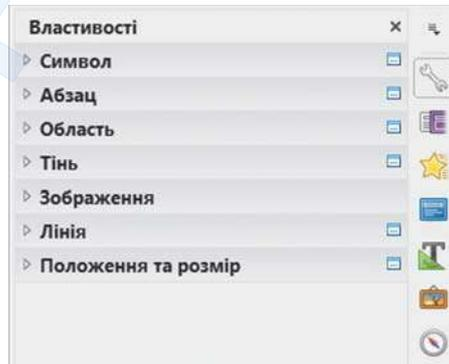 Властивості
Символ
Абзац
Область
Тінь
Зображення
Лінія
Положення та розмір